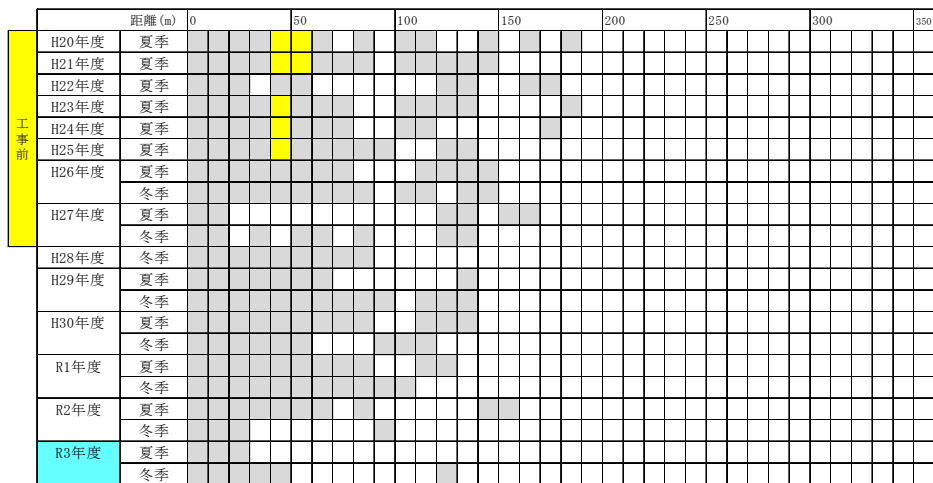 距離(m) 0 50 100 150 200 250 300 350
工事前
H20年度 夏季
H21年度 夏季
H22年度 夏季
H23年度 夏季
H24年度 夏季
H25年度 夏季
H26年度 夏季
冬季
H27年度 夏季
冬季
H28年度 冬季
H29年度 夏季
冬季
H30年度 夏季
冬季
R1年度 夏季
冬季
R2年度 夏季
冬季
R3年度 夏季
冬季